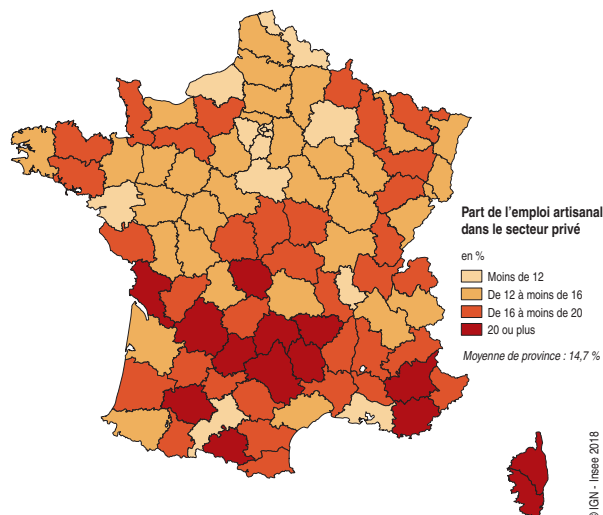 Part de l'emploi artisanal
dans le secteur privé
en %
Moins de 12
De 12 à moins de 16
De 16 à moins de 20
20 ou plus
Moyenne de province : 14,7 %
© IGN - Insee 2018